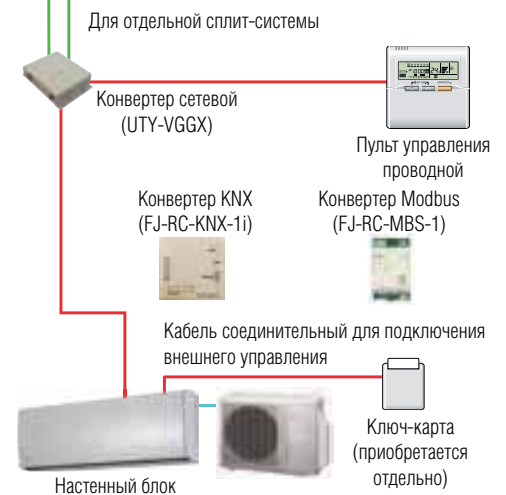 Для отдельной сплит-системы
Конвертер сетевой
(UTY-VGGX)
Пульт управления
проводной
Конвертер KNX
(FJ-RC-KNX-1i)
Конвертер Modbus
(FJ-RC-MBS-1)
Кабель соединительный для подключения
внешнего управления
Ключ-карта
(приобретается
отдельно)
Настенный блок